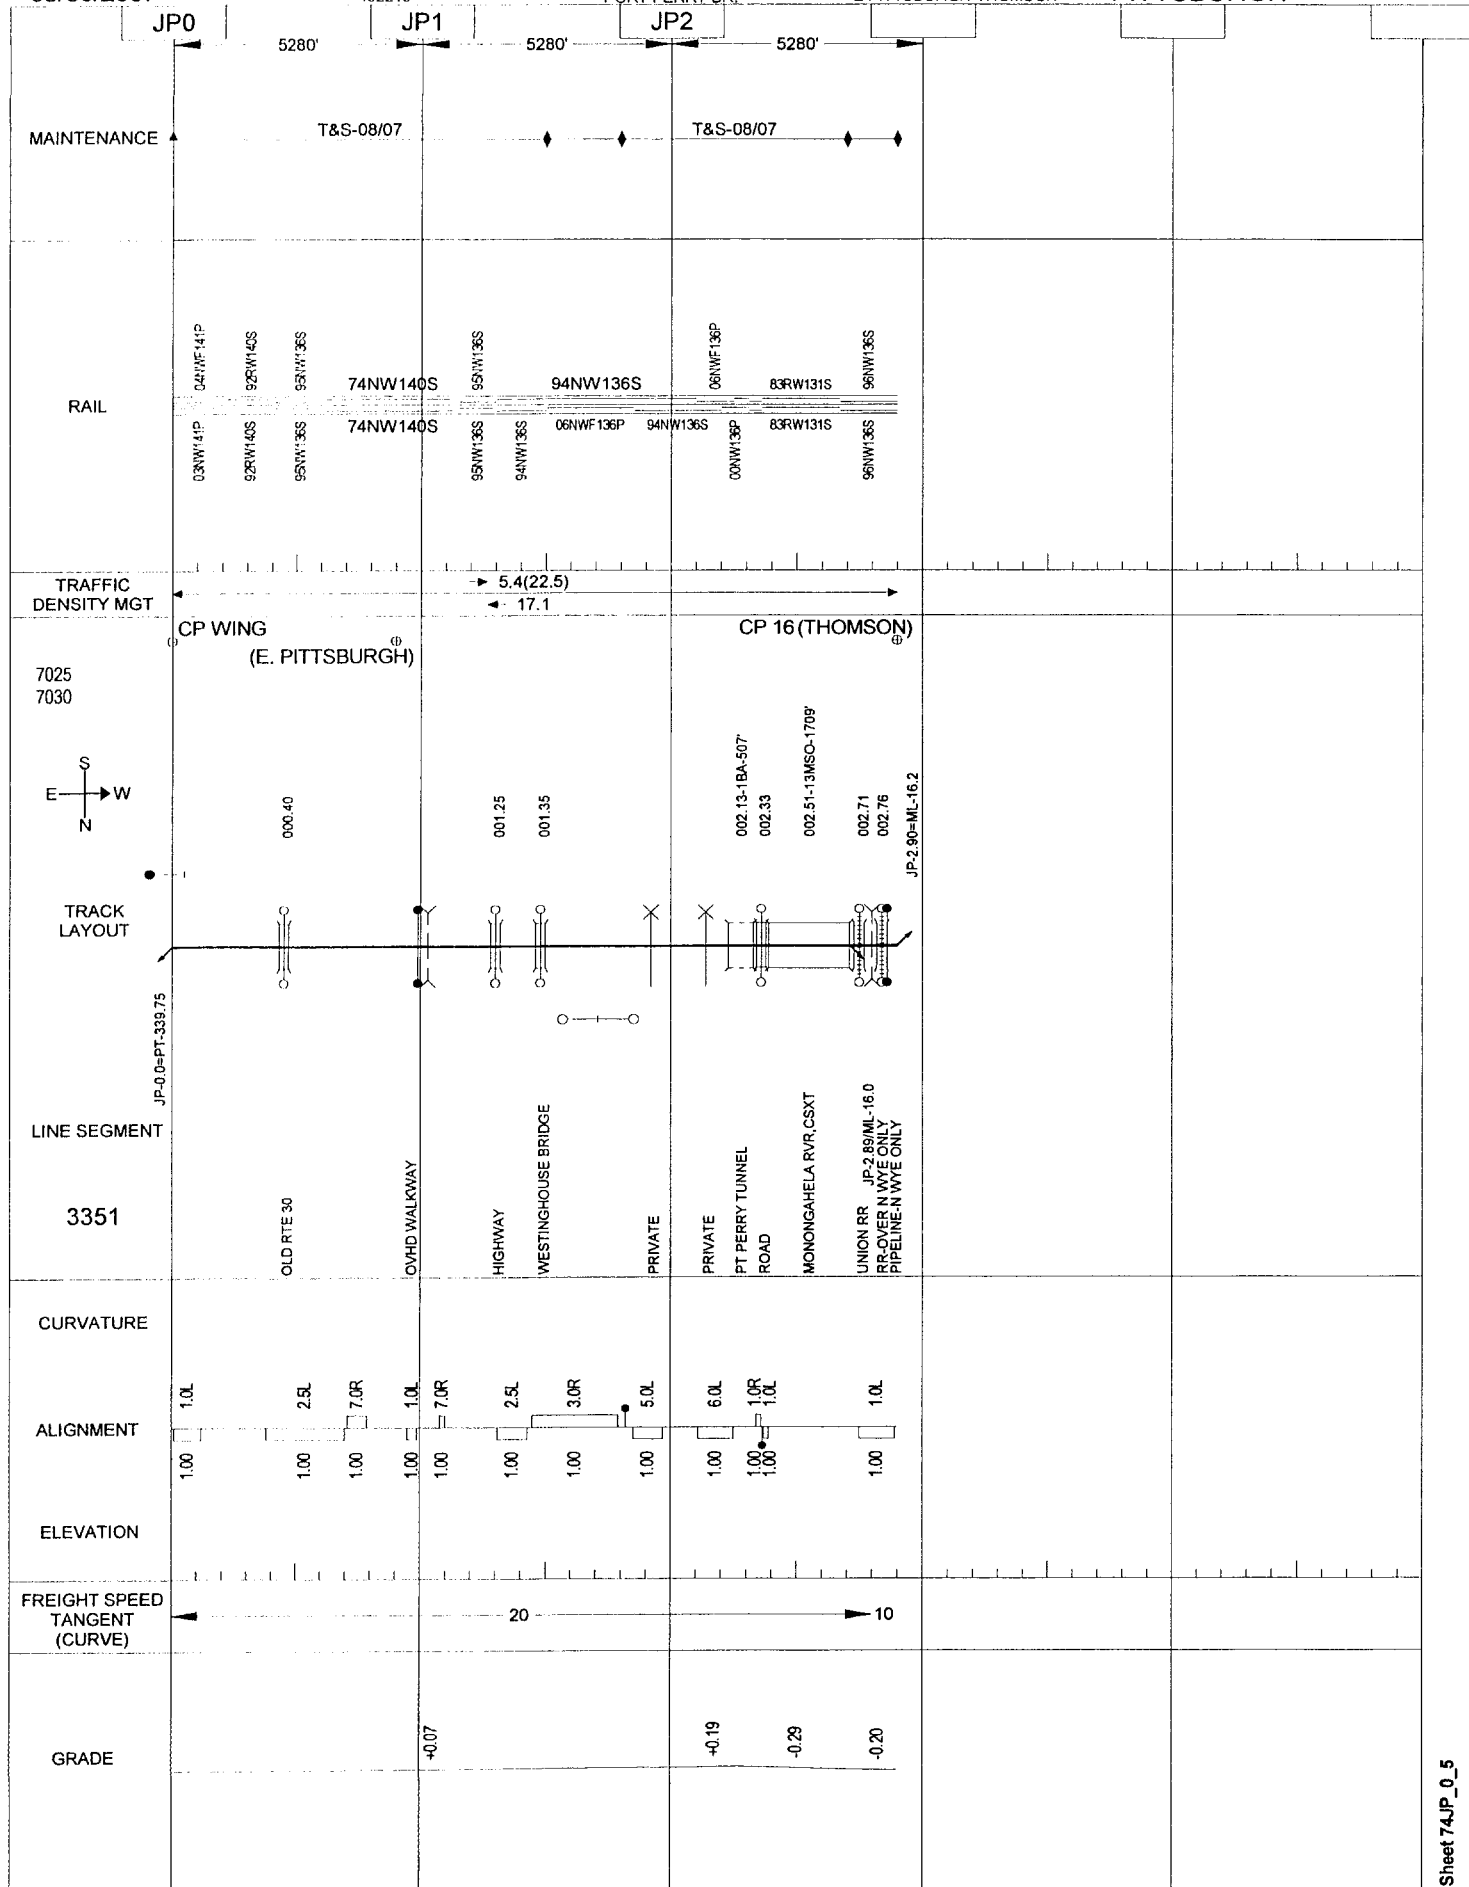 JP0
JP1
JP2
5280'
5280'
5280'
MAINTENANCE
T&S-08/07
T&S-08/07
RAIL
04NWF141P
92RW140S
95NW136S
74NW140S
95NW136S
94NW136S
06NWF136P
83RW131S
96NW136S
03NW141P
92RW140S
95NW136S
74NW140S
95NW136S
94NW136S
06NWF136P
94NW136S
00NW136P
83RW131S
96NW136S
TRAFFIC
DENSITY MGT
5.4(22.5)
17.1
CP WING
(E. PITTSBURGH)
CP 16 (THOMSON)
7025
7030
S
E W
N
000.40
001.25
001.35
002.13-1BA-507'
002.33
002.51-13MSO-1709'
002.71
002.76
JP-2.90=ML-16.2
TRACK
LAYOUT
JP-0.0=PT-339.75
LINE SEGMENT
3351
OLD RTE 30
OVHD WALKWAY
HIGHWAY
WESTINGHOUSE BRIDGE
PRIVATE
PRIVATE
PT PERRY TUNNEL
ROAD
MONONGAHELA RVR,CSXT
UNION RR
JP-2.89/ML-16.0
RR-OVER N WYE ONLY
PIPELINE-N WYE ONLY
CURVATURE
1.0L
2.5L
7.0R
1.0L
7.0R
2.5L
3.0R
5.0L
6.0L
1.0R
1.0L
1.0L
ALIGNMENT
1.00
1.00
1.00
1.00
1.00
1.00
1.00
1.00
1.00
1.00
1.00
1.00
ELEVATION
FREIGHT SPEED
TANGENT
(CURVE)
20
10
GRADE
+0.07
+0.19
-0.29
-0.20
Sheet 74JP_0_5